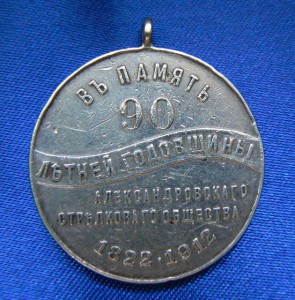 ВЪ ПАМЯТЬ
90
ЛѢТНЕЙ ГОДОВЩИНЫ
АЛЕКСАНДРОВСКАГО
СТРѢЛКОВАГО ОБЩЕСТВА
1822·1912